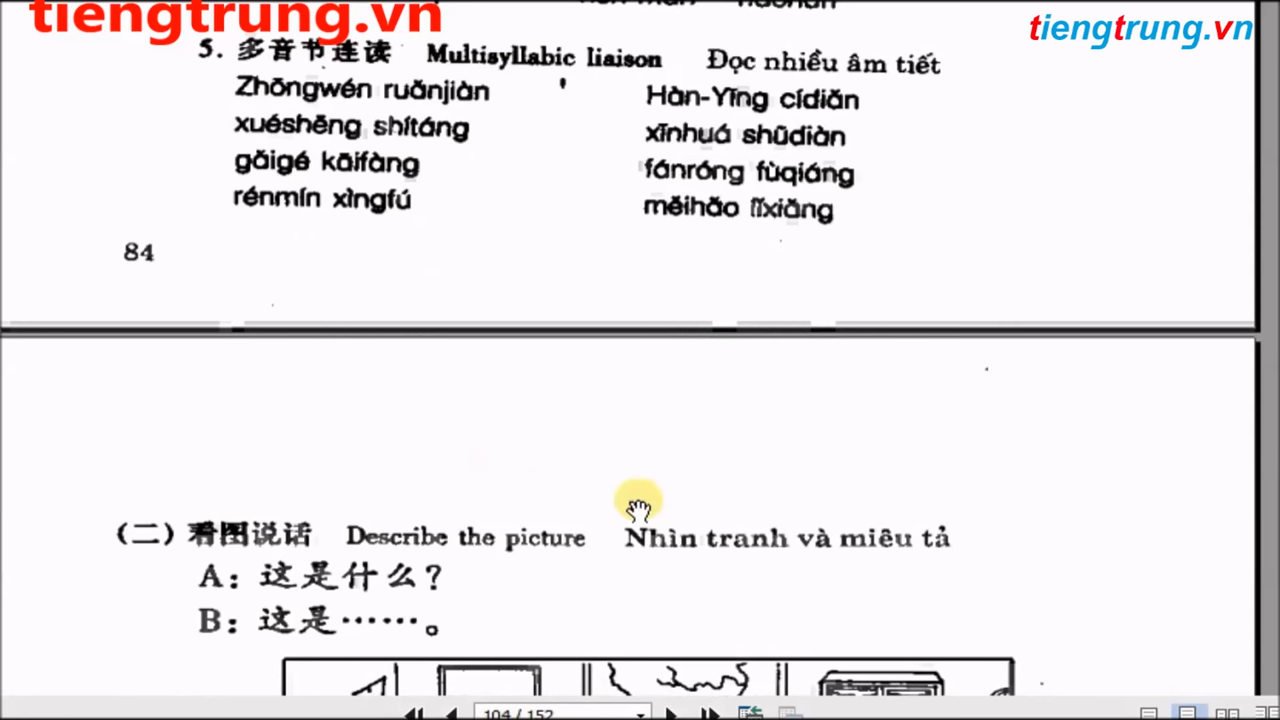 tiengtrung.vn
tiengtrung.vn
5. 多音节连读 Multisyllabic liaison Đọc nhiều âm tiết
Zhōngwén ruǎnjiàn Hàn-Yīng cídiǎn
xuéshēng shítáng xīnhuá shūdiàn
gǎigé kāifàng fánróng fùqiáng
rénmín xìngfú měihǎo lǐxiǎng
84
(二) 看图说话 Describe the picture Nhìn tranh và miêu tả
A: 这是什么?
B: 这是……。
104 / 152